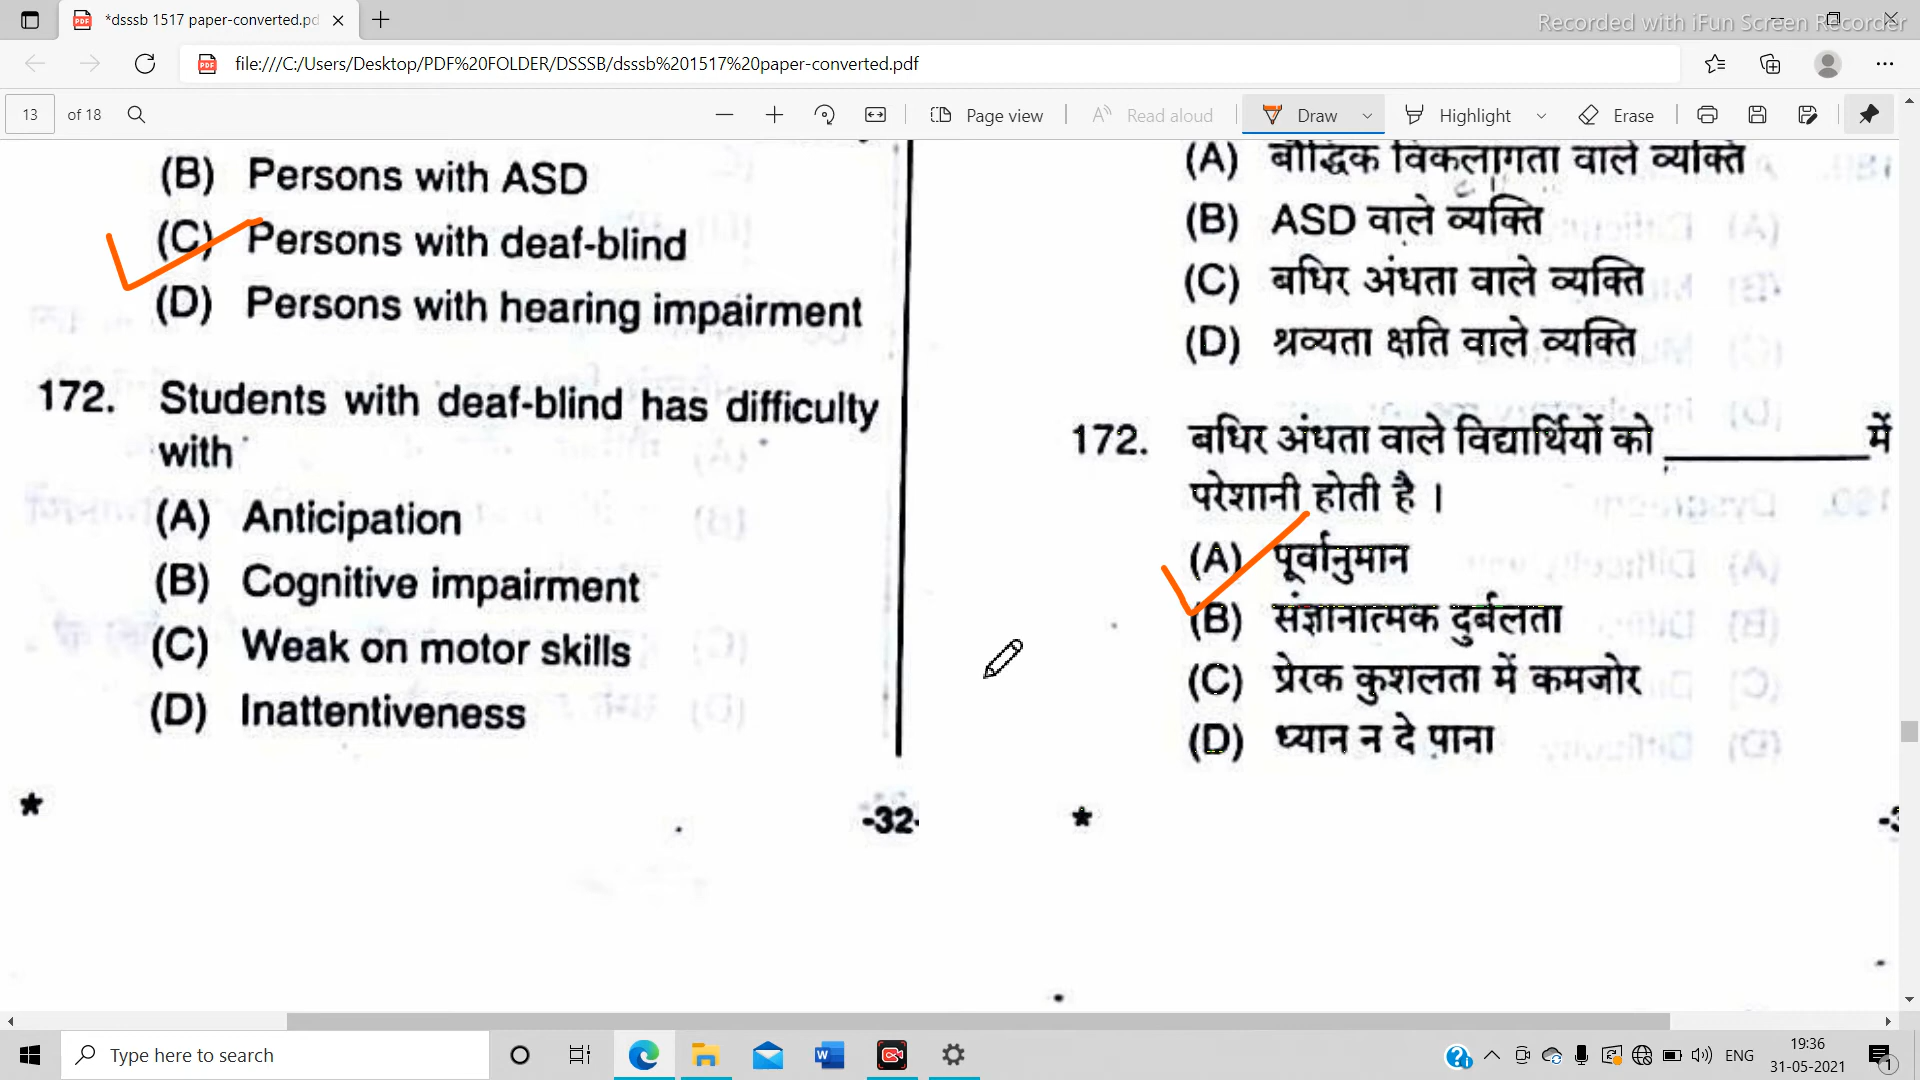 *dsssb 1517 paper-converted.pd
Recorded with iFun Screen Recorder
file:///C:/Users/Desktop/PDF%20FOLDER/DSSSB/dsssb%201517%20paper-converted.pdf
13 of 18
Page view
Read aloud
Draw
Highlight
Erase
(B) Persons with ASD
(C) Persons with deaf-blind
(D) Persons with hearing impairment
172. Students with deaf-blind has difficulty
with
(A) Anticipation
(B) Cognitive impairment
(C) Weak on motor skills
(D) Inattentiveness
★
-32-
(A) बौद्धिक विकलांगता वाले व्यक्ति
(B) ASD वाले व्यक्ति
(C) बधिर अंधता वाले व्यक्ति
(D) श्रव्यता क्षति वाले व्यक्ति
172. बधिर अंधता वाले विद्यार्थियों को __________ में
परेशानी होती है ।
(A) पूर्वानुमान
(B) संज्ञानात्मक दुर्बलता
(C) प्रेरक कुशलता में कमजोर
(D) ध्यान न दे पाना
★
Type here to search
ENG
19:36
31-05-2021
1